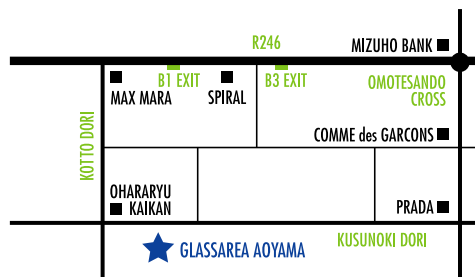 R246
MIZUHO BANK
B1 EXIT
B3 EXIT
OMOTESANDO
CROSS
MAX MARA
SPIRAL
KOTTO DORI
COMME des GARCONS
OHARARYU
KAIKAN
PRADA
KUSUNOKI DORI
GLASSAREA AOYAMA